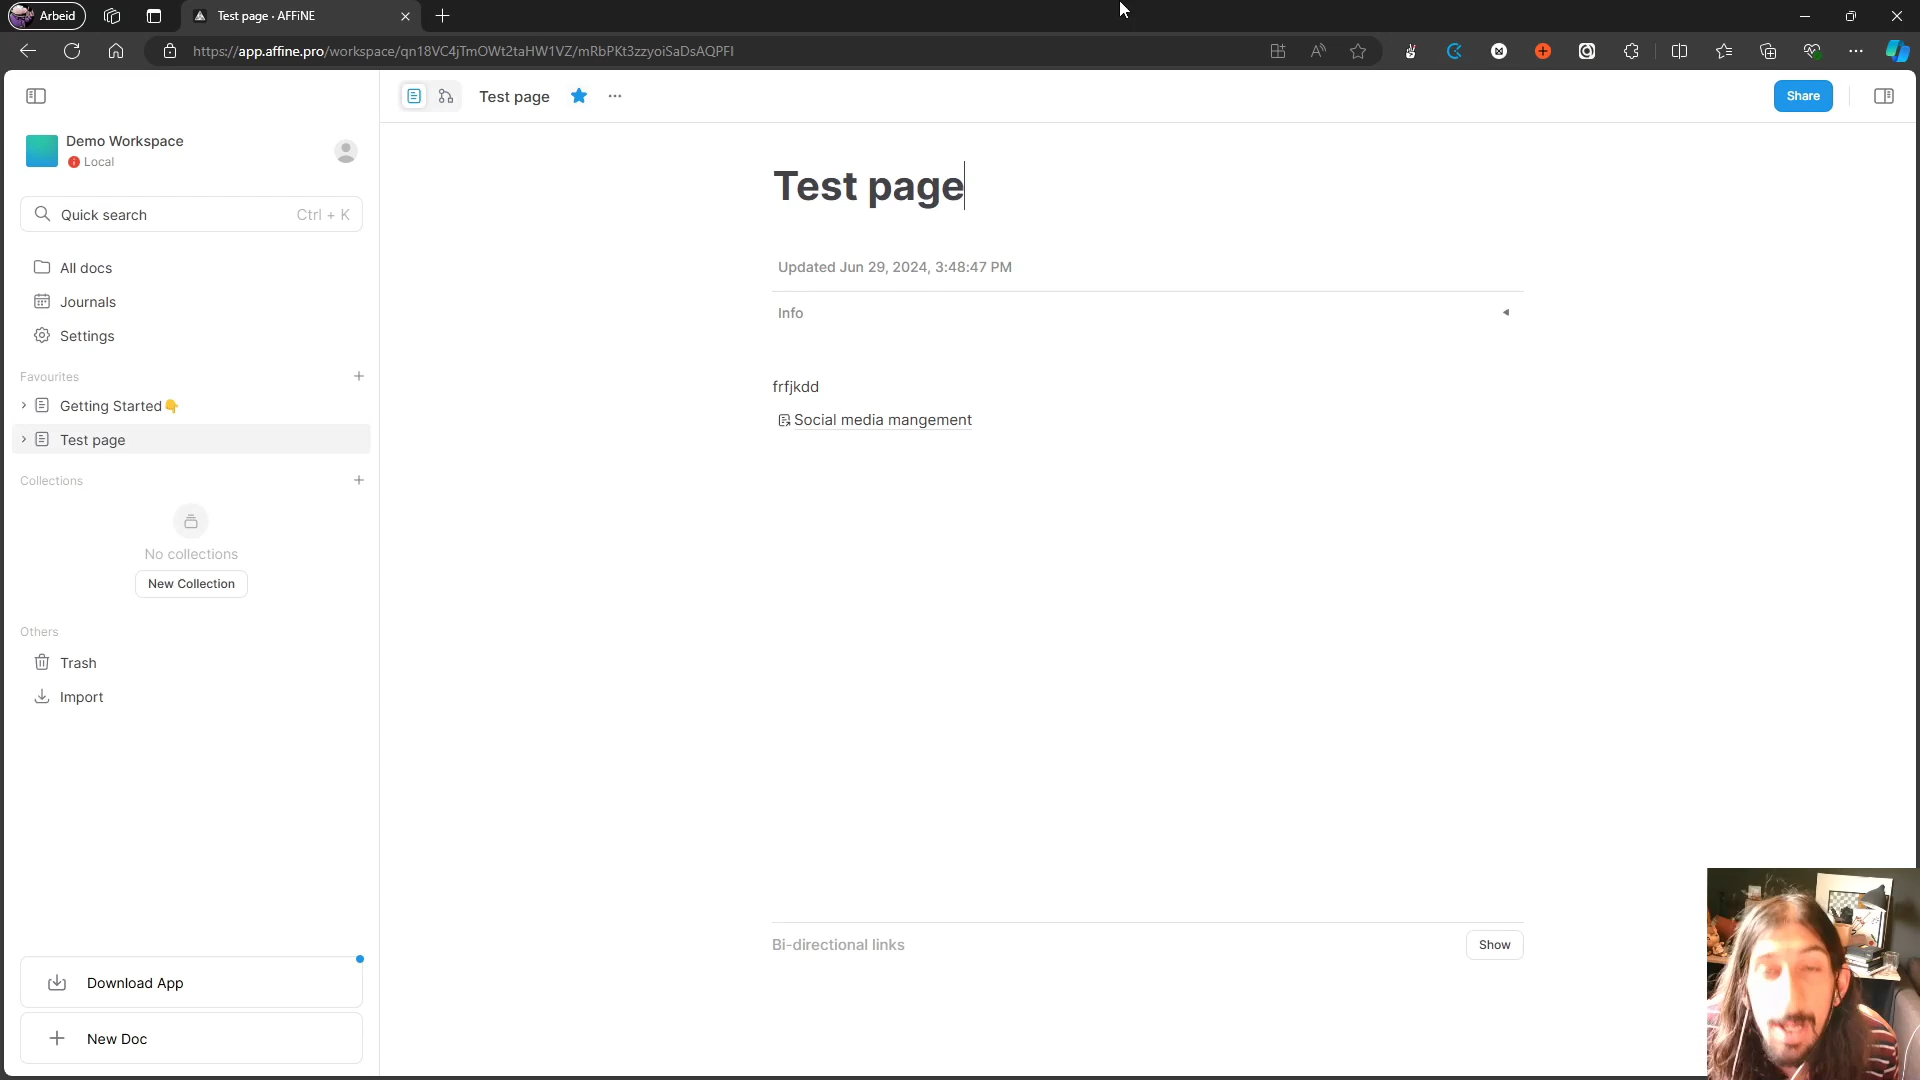 Arbeid
Test page · AFFiNE
https://app.affine.pro/workspace/qn18VC4jTmOWt2taHW1VZ/mRbPKt3zzyoiSaDsAQPFI
Test page
Share
Demo Workspace
Local
Quick search
Ctrl + K
All docs
Journals
Settings
Favourites
Getting Started👇
Test page
Collections
No collections
New Collection
Others
Trash
Import
Download App
New Doc
Test page
Updated Jun 29, 2024, 3:48:47 PM
Info
frfjkdd
Social media mangement
Bi-directional links
Show